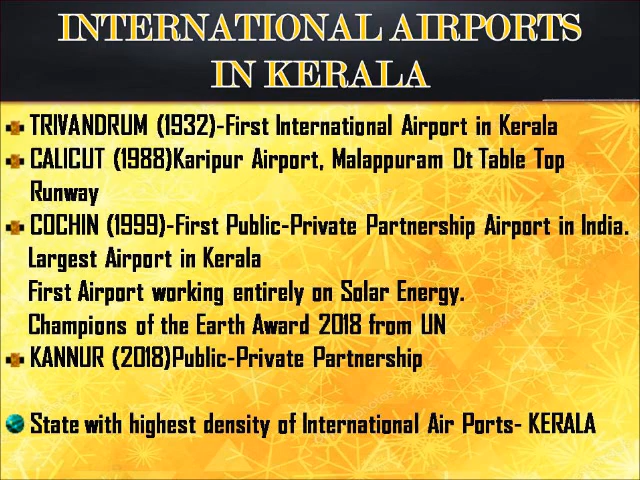 INTERNATIONAL AIRPORTS
IN KERALA
TRIVANDRUM (1932)-First International Airport in Kerala
CALICUT (1988)Karipur Airport, Malappuram Dt Table Top
Runway
COCHIN (1999)-First Public-Private Partnership Airport in India.
Largest Airport in Kerala
First Airport working entirely on Solar Energy.
Champions of the Earth Award 2018 from UN
KANNUR (2018)Public-Private Partnership
State with highest density of International Air Ports- KERALA